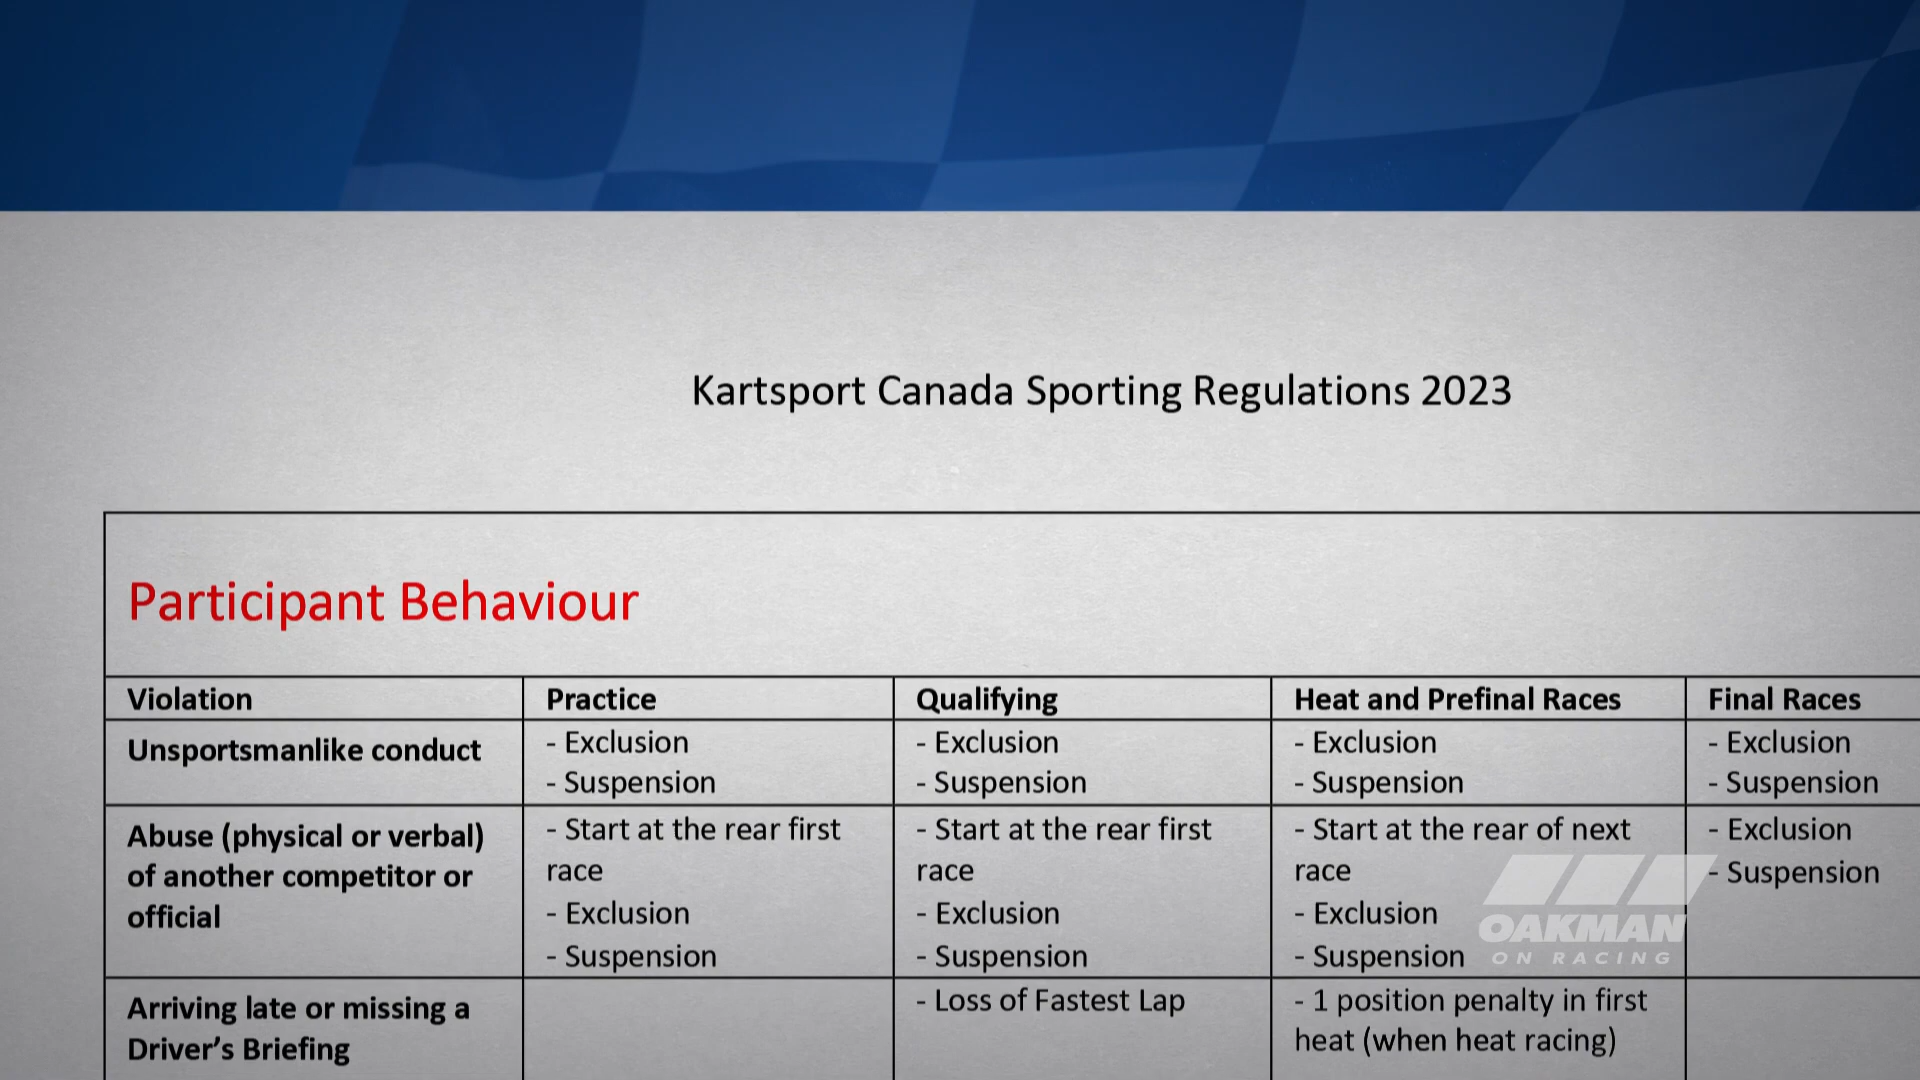 Kartsport Canada Sporting Regulations 2023
Participant Behaviour
Violation
Practice
Qualifying
Heat and Prefinal Races
Final Races
Unsportsmanlike conduct
- Exclusion
- Suspension
- Exclusion
- Suspension
- Exclusion
- Suspension
- Exclusion
- Suspension
Abuse (physical or verbal)
of another competitor or
official
- Start at the rear first
race
- Exclusion
- Suspension
- Start at the rear first
race
- Exclusion
- Suspension
- Start at the rear of next
race
- Exclusion
- Suspension
- Exclusion
- Suspension
Arriving late or missing a
Driver’s Briefing
- Loss of Fastest Lap
- 1 position penalty in first
heat (when heat racing)
OAKMAN
ON RACING